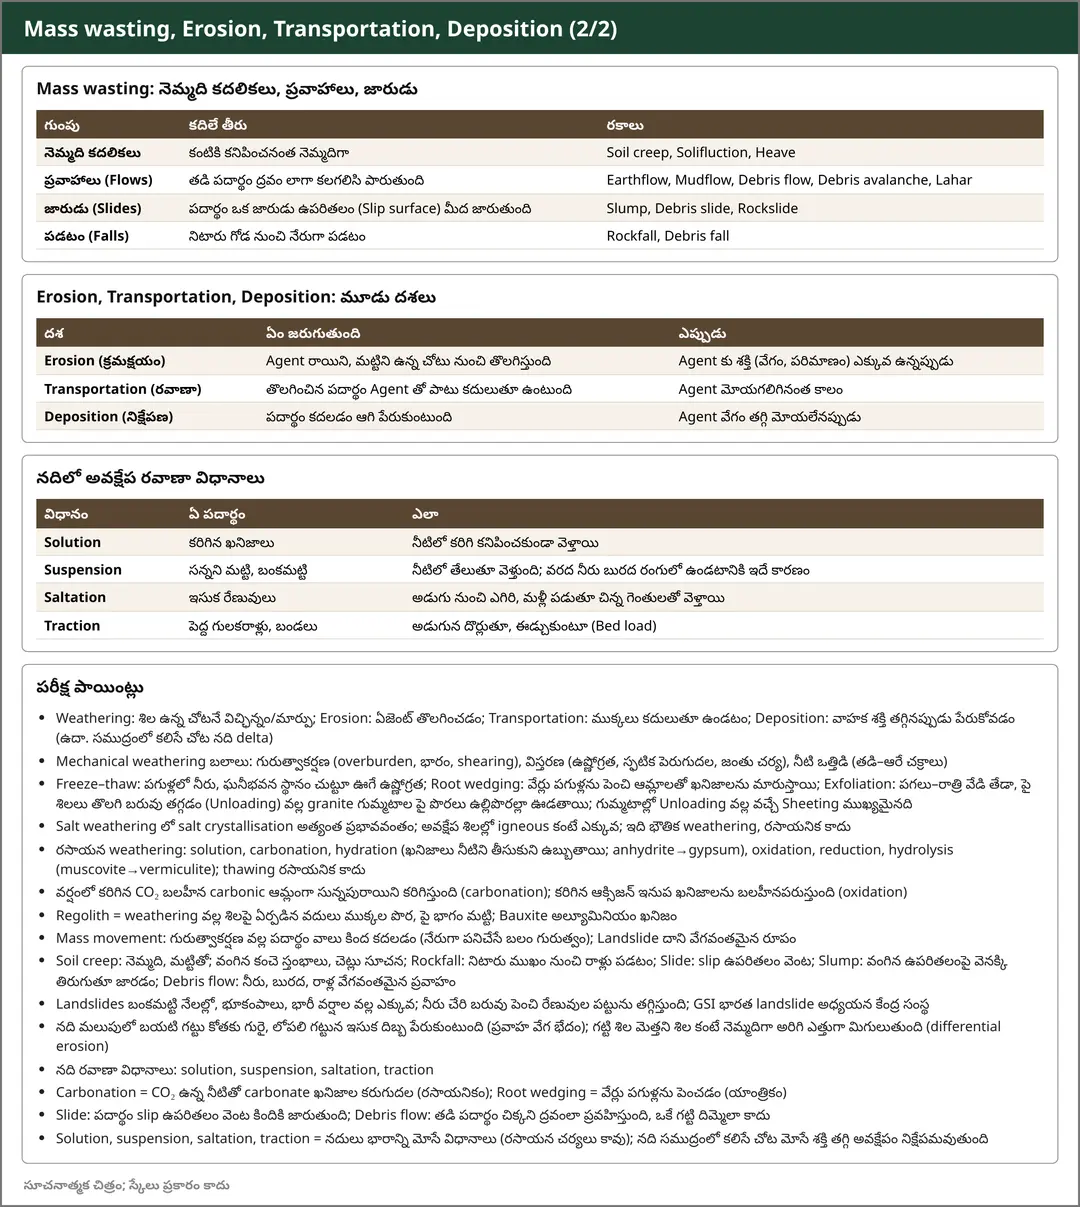 Mass wasting, Erosion, Transportation, Deposition (2/2)
Mass wasting: నెమ్మది కదలికలు, ప్రవాహాలు, జారుడు
గుంపు కదిలే తీరు రకాలు
నెమ్మది కదలికలు కంటికి కనిపించనంత నెమ్మదిగా Soil creep, Solifluction, Heave
ప్రవాహాలు (Flows) తడి పదార్థం ద్రవం లాగా కలగలిసి పారుతుంది Earthflow, Mudflow, Debris flow, Debris avalanche, Lahar
జారుడు (Slides) పదార్థం ఒక జారుడు ఉపరితలం (Slip surface) మీద జారుతుంది Slump, Debris slide, Rockslide
పడటం (Falls) నిటారు గోడ నుంచి నేరుగా పడటం Rockfall, Debris fall
Erosion, Transportation, Deposition: మూడు దశలు
దశ ఏం జరుగుతుంది ఎప్పుడు
Erosion (క్రమక్షయం) Agent రాయిని, మట్టిని ఉన్న చోటు నుంచి తొలగిస్తుంది Agent కు శక్తి (వేగం, పరిమాణం) ఎక్కువ ఉన్నప్పుడు
Transportation (రవాణా) తొలగించిన పదార్థం Agent తో పాటు కదులుతూ ఉంటుంది Agent మోయగలిగినంత కాలం
Deposition (నిక్షేపణ) పదార్థం కదలడం ఆగి పేరుకుంటుంది Agent వేగం తగ్గి మోయలేనప్పుడు
నదిలో అవక్షేప రవాణా విధానాలు
విధానం ఏ పదార్థం ఎలా
Solution కరిగిన ఖనిజాలు నీటిలో కరిగి కనిపించకుండా వెళ్తాయి
Suspension సన్నని మట్టి, బంకమట్టి నీటిలో తేలుతూ వెళ్తుంది; వరద నీరు బురద రంగులో ఉండటానికి ఇదే కారణం
Saltation ఇసుక రేణువులు అడుగు నుంచి ఎగిరి, మళ్లీ పడుతూ చిన్న గెంతులతో వెళ్తాయి
Traction పెద్ద గులకరాళ్లు, బండలు అడుగున దొర్లుతూ, ఈడ్చుకుంటూ (Bed load)
పరీక్ష పాయింట్లు
• Weathering: శిల ఉన్న చోటనే విచ్ఛిన్నం/మార్పు; Erosion: ఏజెంట్ తొలగించడం; Transportation: ముక్కలు కదులుతూ ఉండటం; Deposition: వాహక శక్తి తగ్గినప్పుడు పేరుకోవడం
(ఉదా. సముద్రంలో కలిసే చోట నది delta)
• Mechanical weathering బలాలు: గురుత్వాకర్షణ (overburden, భారం, shearing), విస్తరణ (ఉష్ణోగ్రత, స్ఫటిక పెరుగుదల, జంతు చర్య), నీటి ఒత్తిడి (తడి–ఆరే చక్రాలు)
• Freeze–thaw: పగుళ్లలో నీరు, ఘనీభవన స్థానం చుట్టూ ఊగే ఉష్ణోగ్రత; Root wedging: వేర్లు పగుళ్లను పెంచి ఆమ్లాలతో ఖనిజాలను మారుస్తాయి; Exfoliation: పగలు–రాత్రి వేడి తేడా, పై
శిలలు తొలగి బరువు తగ్గడం (Unloading) వల్ల granite గుమ్మటాల పై పొరలు ఉల్లిపొరల్లా ఊడతాయి; గుమ్మటాల్లో Unloading వల్ల వచ్చే Sheeting ముఖ్యమైనది
• Salt weathering లో salt crystallisation అత్యంత ప్రభావవంతం; అవక్షేప శిలల్లో igneous కంటే ఎక్కువ; ఇది భౌతిక weathering, రసాయనిక కాదు
• రసాయన weathering: solution, carbonation, hydration (ఖనిజాలు నీటిని తీసుకుని ఉబ్బుతాయి; anhydrite→gypsum), oxidation, reduction, hydrolysis
(muscovite→vermiculite); thawing రసాయనిక కాదు
• వర్షంలో కరిగిన CO₂ బలహీన carbonic ఆమ్లంగా సున్నపురాయిని కరిగిస్తుంది (carbonation); కరిగిన ఆక్సిజన్ ఇనుప ఖనిజాలను బలహీనపరుస్తుంది (oxidation)
• Regolith = weathering వల్ల శిలపై ఏర్పడిన వదులు ముక్కల పొర, పై భాగం మట్టి; Bauxite అల్యూమినియం ఖనిజం
• Mass movement: గురుత్వాకర్షణ వల్ల పదార్థం వాలు కింద కదలడం (నేరుగా పనిచేసే బలం గురుత్వం); Landslide దాని వేగవంతమైన రూపం
• Soil creep: నెమ్మది, మట్టితో; వంగిన కంచె స్తంభాలు, చెట్లు సూచన; Rockfall: నిటారు ముఖం నుంచి రాళ్లు పడటం; Slide: slip ఉపరితలం వెంట; Slump: వంగిన ఉపరితలంపై వెనక్కి
తిరుగుతూ జారడం; Debris flow: నీరు, బురద, రాళ్ల వేగవంతమైన ప్రవాహం
• Landslides బంకమట్టి నేలల్లో, భూకంపాలు, భారీ వర్షాల వల్ల ఎక్కువ; నీరు చేరి బరువు పెంచి రేణువుల పట్టును తగ్గిస్తుంది; GSI భారత landslide అధ్యయన కేంద్ర సంస్థ
• నది మలుపులో బయటి గట్టు కోతకు గురై, లోపలి గట్టున ఇసుక దిబ్బ పేరుకుంటుంది (ప్రవాహ వేగ భేదం); గట్టి శిల మెత్తని శిల కంటే నెమ్మదిగా అరిగి ఎత్తుగా మిగులుతుంది (differential
erosion)
• నది రవాణా విధానాలు: solution, suspension, saltation, traction
• Carbonation = CO₂ ఉన్న నీటితో carbonate ఖనిజాల కరుగుదల (రసాయనికం); Root wedging = వేర్లు పగుళ్లను పెంచడం (యాంత్రికం)
• Slide: పదార్థం slip ఉపరితలం వెంట కిందికి జారుతుంది; Debris flow: తడి పదార్థం చిక్కని ద్రవంలా ప్రవహిస్తుంది, ఒకే గట్టి దిమ్మెలా కాదు
• Solution, suspension, saltation, traction = నదులు భారాన్ని మోసే విధానాలు (రసాయన చర్యలు కావు); నది సముద్రంలో కలిసే చోట మోసే శక్తి తగ్గి అవక్షేపం నిక్షేపమవుతుంది
సూచనాత్మక చిత్రం; స్కేలు ప్రకారం కాదు